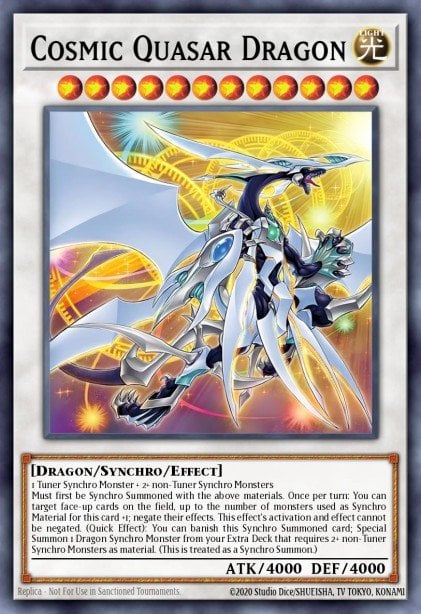 COSMIC QUASAR DRAGON
LIGHT
光
[DRAGON/SYNCHRO/EFFECT]
1 Tuner Synchro Monster + 2+ non-Tuner Synchro Monsters
Must first be Synchro Summoned with the above materials. Once per turn: You can
target face-up cards on the field, up to the number of monsters used as Synchro
Material for this card +1; negate their effects. This effect's activation and effect cannot
be negated. (Quick Effect): You can banish this Synchro Summoned card; Special
Summon 1 Dragon Synchro Monster from your Extra Deck that requires 2+ non-Tuner
Synchro Monsters as material. (This is treated as a Synchro Summon.)
ATK/4000 DEF/4000
Replica - Not For Use in Sanctioned Tournaments.
©2020 Studio Dice/SHUEISHA, TV TOKYO, KONAMI